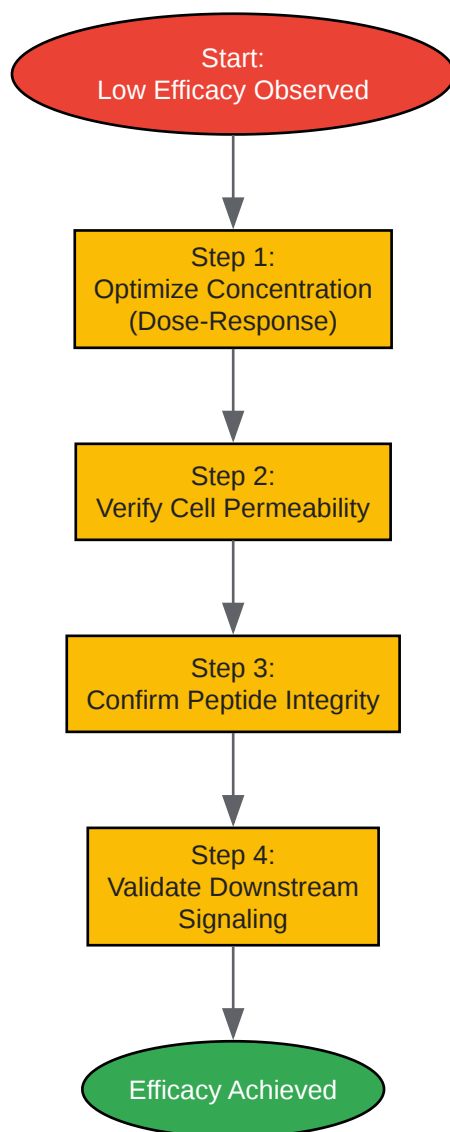 Start:
Low Efficacy Observed
Step 1:
Optimize Concentration
(Dose-Response)
Step 2:
Verify Cell Permeability
Step 3:
Confirm Peptide Integrity
Step 4:
Validate Downstream
Signaling
Efficacy Achieved